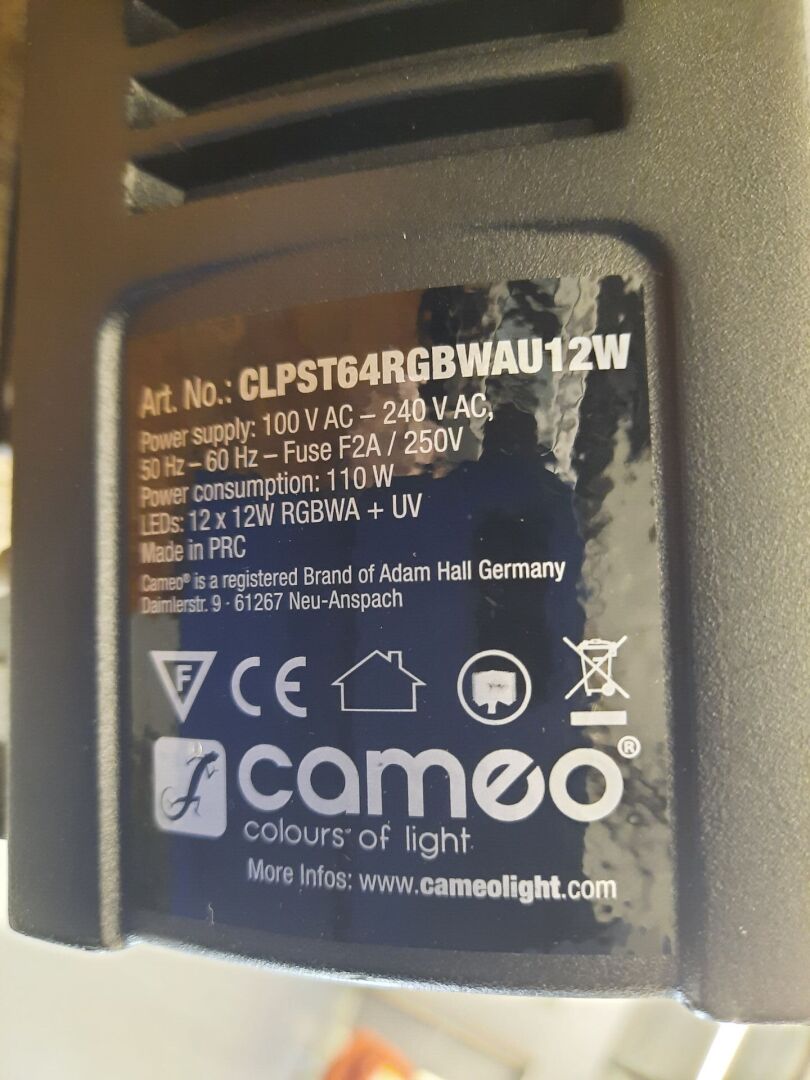 Art. No.: CLPST64RGBWAU12W
Power supply: 100 V AC – 240 V AC,
50 Hz – 60 Hz – Fuse F2A / 250V
Power consumption: 110 W
LEDs: 12 x 12W RGBWA + UV
Made in PRC
Cameo® is a registered Brand of Adam Hall Germany
Daimlerstr. 9 · 61267 Neu-Anspach
F CE
cameo®
colours of light
More Infos: www.cameolight.com